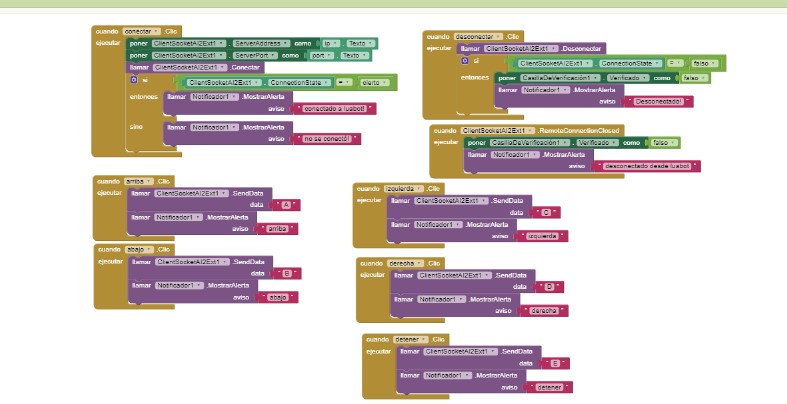 cuando conectar .Clic
ejecutar poner ClientSocketAI2Ext1 . ServerAddress como ip . Texto
poner ClientSocketAI2Ext1 . ServerPort como port . Texto
llamar ClientSocketAI2Ext1 .Conectar
si ClientSocketAI2Ext1 . ConnectionState = cierto
entonces llamar Notificador1 .MostrarAlerta
aviso " conectado a luabot! "
sino llamar Notificador1 .MostrarAlerta
aviso " no se conectó! "
cuando desconectar .Clic
ejecutar llamar ClientSocketAI2Ext1 .Desconectar
si ClientSocketAI2Ext1 . ConnectionState = falso
entonces poner CasillaDeVerificación1 . Verificado como falso
llamar Notificador1 .MostrarAlerta
aviso " Desconectado! "
cuando ClientSocketAI2Ext1 .RemoteConnectionClosed
ejecutar poner CasillaDeVerificación1 . Verificado como falso
llamar Notificador1 .MostrarAlerta
aviso " desconectado desde luabot "
cuando arriba .Clic
ejecutar llamar ClientSocketAI2Ext1 .SendData
data " A "
llamar Notificador1 .MostrarAlerta
aviso " arriba "
cuando abajo .Clic
ejecutar llamar ClientSocketAI2Ext1 .SendData
data " B "
llamar Notificador1 .MostrarAlerta
aviso " abajo "
cuando izquierda .Clic
ejecutar llamar ClientSocketAI2Ext1 .SendData
data " C "
llamar Notificador1 .MostrarAlerta
aviso " izquierda "
cuando derecha .Clic
ejecutar llamar ClientSocketAI2Ext1 .SendData
data " D "
llamar Notificador1 .MostrarAlerta
aviso " derecha "
cuando detener .Clic
ejecutar llamar ClientSocketAI2Ext1 .SendData
data " E "
llamar Notificador1 .MostrarAlerta
aviso " detener "